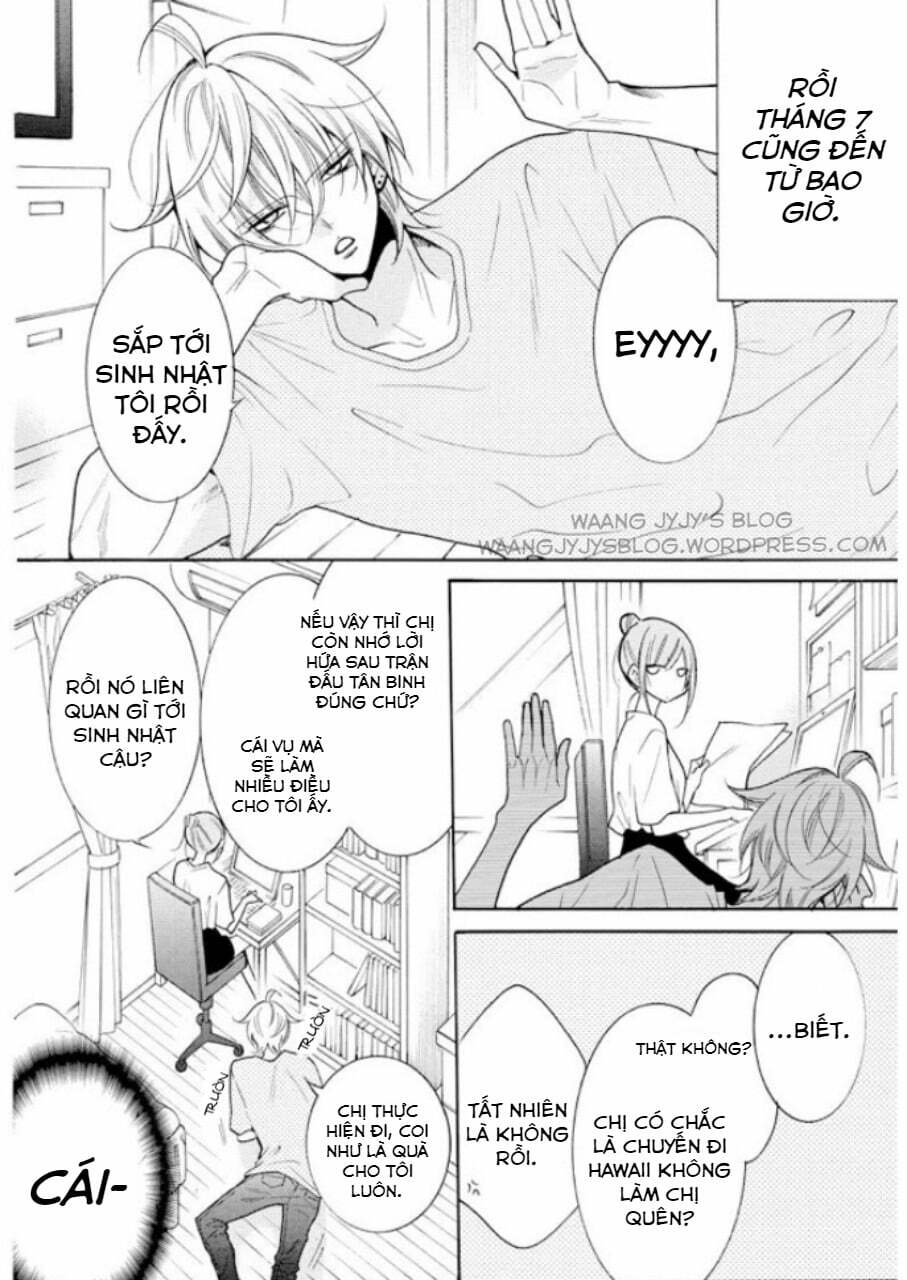 RỒI
THÁNG 7
CŨNG ĐẾN
TỪ BAO
GIỜ.
EYYYY,
SẮP TỚI
SINH NHẬT
TÔI RỒI
ĐẤY.
WAANG JYJY'S BLOG
WAANGJYJYSBLOG.WORDPRESS.COM
...BIẾT.
THẬT KHÔNG?
CHỊ CÓ CHẮC
LÀ CHUYẾN ĐI
HAWAII KHÔNG
LÀM CHỊ
QUÊN?
TẤT NHIÊN
LÀ KHÔNG
RỒI.
NẾU VẬY THÌ CHỊ
CÒN NHỚ LỜI
HỨA SAU TRẬN
ĐẤU TÂN BINH
ĐÚNG CHỨ?
CÁI VỤ MÀ
SẼ LÀM
NHIỀU ĐIỀU
CHO TÔI ẤY.
RỒI NÓ LIÊN
QUAN GÌ TỚI
SINH NHẬT
CẬU?
TRƯỜN
TRƯỜN
CHỊ THỰC
HIỆN ĐI, COI
NHƯ LÀ QUÀ
CHO TÔI
LUÔN.
CÁI-